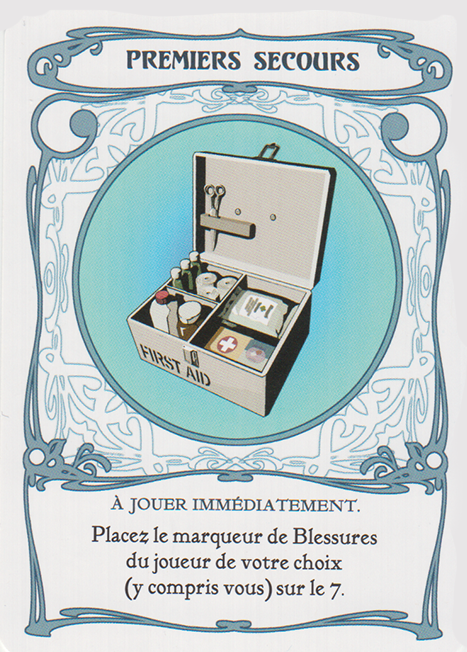 PREMIERS SECOURS
FIRST AID
À JOUER IMMÉDIATEMENT.
Placez le marqueur de Blessures
du joueur de votre choix
(y compris vous) sur le 7.